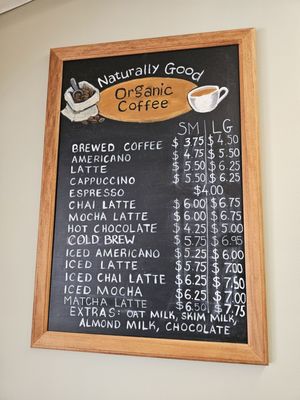 Naturally Good
Organic
Coffee
SM LG
BREWED COFFEE $3.75 $4.50
AMERICANO $4.75 $5.50
LATTE $5.50 $6.25
CAPPUCCINO $5.50 $6.25
ESPRESSO $4.00
CHAI LATTE $6.00 $6.75
MOCHA LATTE $6.00 $6.75
HOT CHOCOLATE $4.25 $5.00
COLD BREW $5.75 $6.95
ICED AMERICANO $5.25 $6.00
ICED LATTE $5.75 $7.00
ICED CHAI LATTE $6.25 $7.50
ICED MOCHA $6.25 $7.00
MATCHA LATTE $6.50 $7.75
EXTRAS: OAT MILK, SKIM MILK,
ALMOND MILK, CHOCOLATE